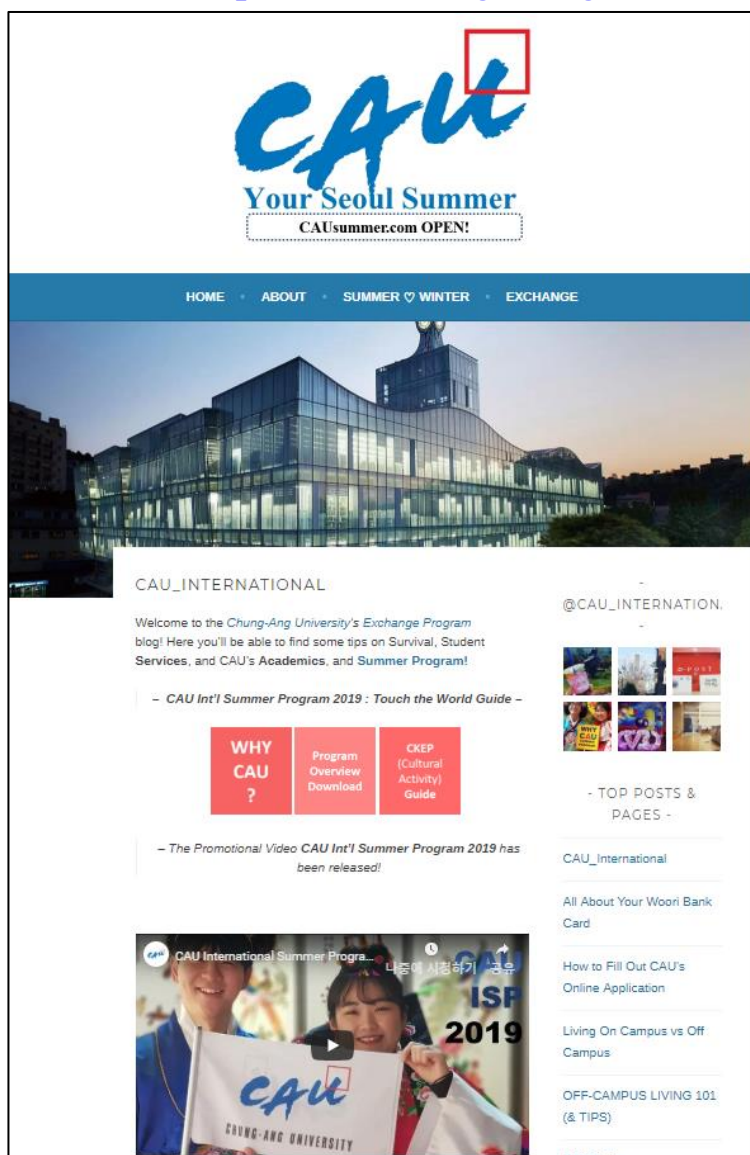 CAU
Your Seoul Summer
CAUsummer.com OPEN!
HOME
ABOUT
SUMMER ♡ WINTER
EXCHANGE
CAU_INTERNATIONAL
Welcome to the Chung-Ang University's Exchange Program
blog! Here you'll be able to find some tips on Survival, Student
Services, and CAU's Academics, and Summer Program!
– CAU Int'l Summer Program 2019 : Touch the World Guide –
WHY
CAU
?
Program
Overview
Download
CKEP
(Cultural
Activity)
Guide
– The Promotional Video CAU Int'l Summer Program 2019 has
been released!
CAU International Summer Progra...
나중에 시청하기
공유
CAU
ISP
2019
CAU
CHUNG-ANG UNIVERSITY
-
@CAU_INTERNATION
-
WHY
CAU
- TOP POSTS &
PAGES -
CAU_International
All About Your Woori Bank
Card
How to Fill Out CAU's
Online Application
Living On Campus vs Off
Campus
OFF-CAMPUS LIVING 101
(& TIPS)